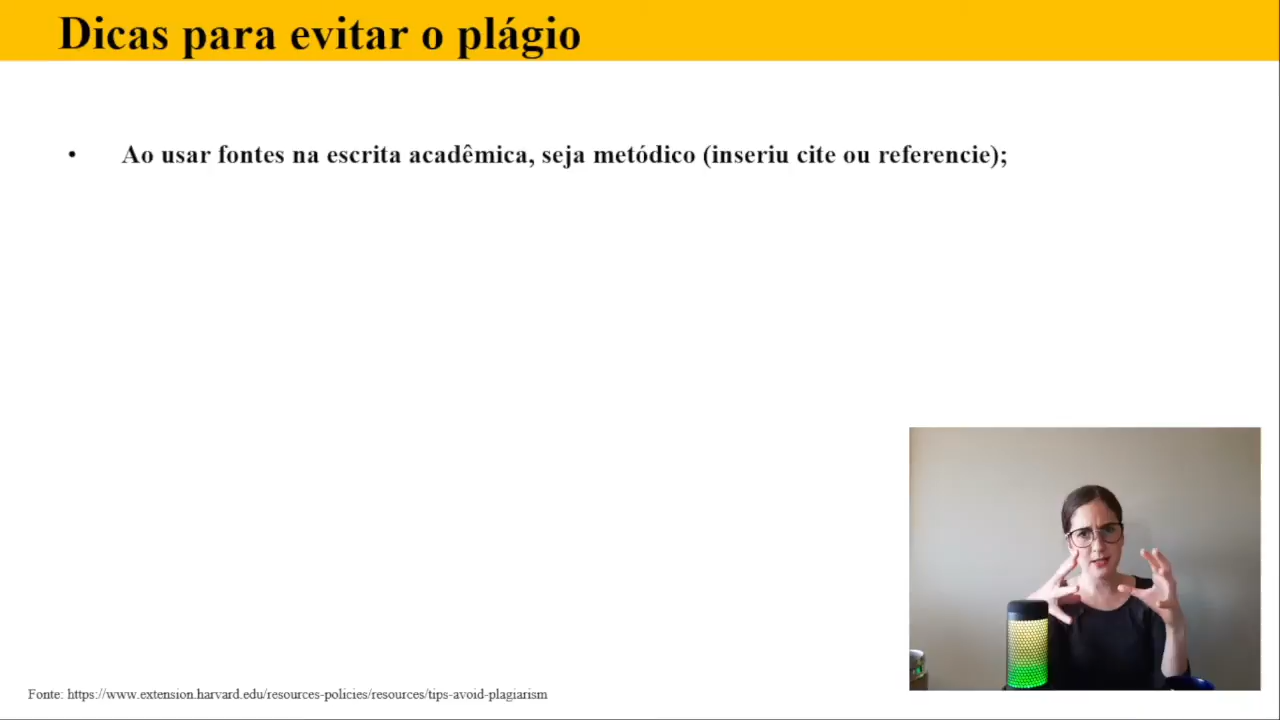 Dicas para evitar o plágio
• Ao usar fontes na escrita acadêmica, seja metódico (inseriu cite ou referencie);
Fonte: https://www.extension.harvard.edu/resources-policies/resources/tips-avoid-plagiarism